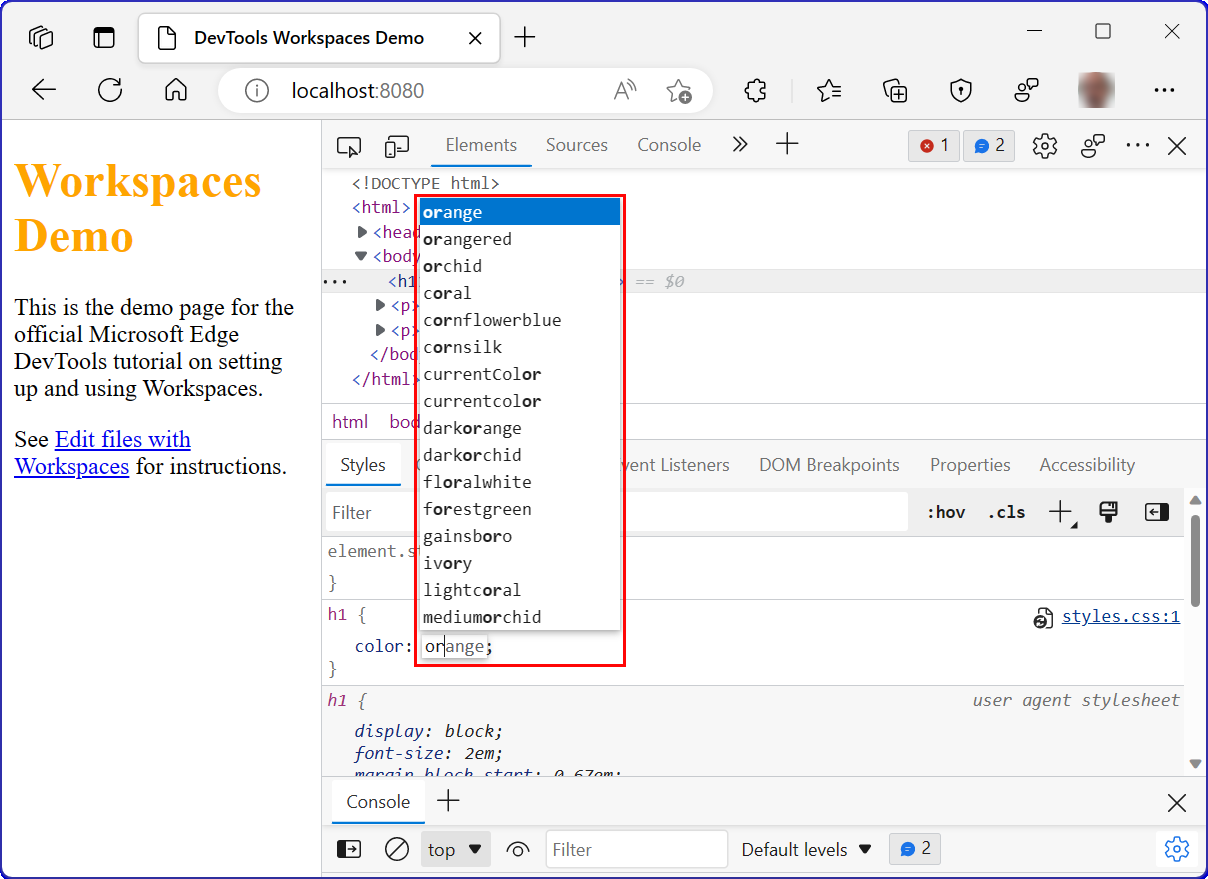 DevTools Workspaces Demo
localhost:8080
Workspaces
Demo
This is the demo page for the
official Microsoft Edge
DevTools tutorial on setting
up and using Workspaces.
See Edit files with
Workspaces for instructions.
Elements Sources Console 1 2
<!DOCTYPE html>
<html>
<head
<body
<h1 == $0
<p>
<p>
</bod
</html>
html bod
orange
orangered
orchid
coral
cornflowerblue
cornsilk
currentColor
currentcolor
darkorange
darkorchid
floralwhite
forestgreen
gainsboro
ivory
lightcoral
mediumorchid
Styles vent Listeners DOM Breakpoints Properties Accessibility
Filter :hov .cls
element.st
}
h1 { styles.css:1
color: orange;
}
h1 { user agent stylesheet
display: block;
font-size: 2em;
margin-block-start: 0.67em;
Console
top Filter Default levels 2